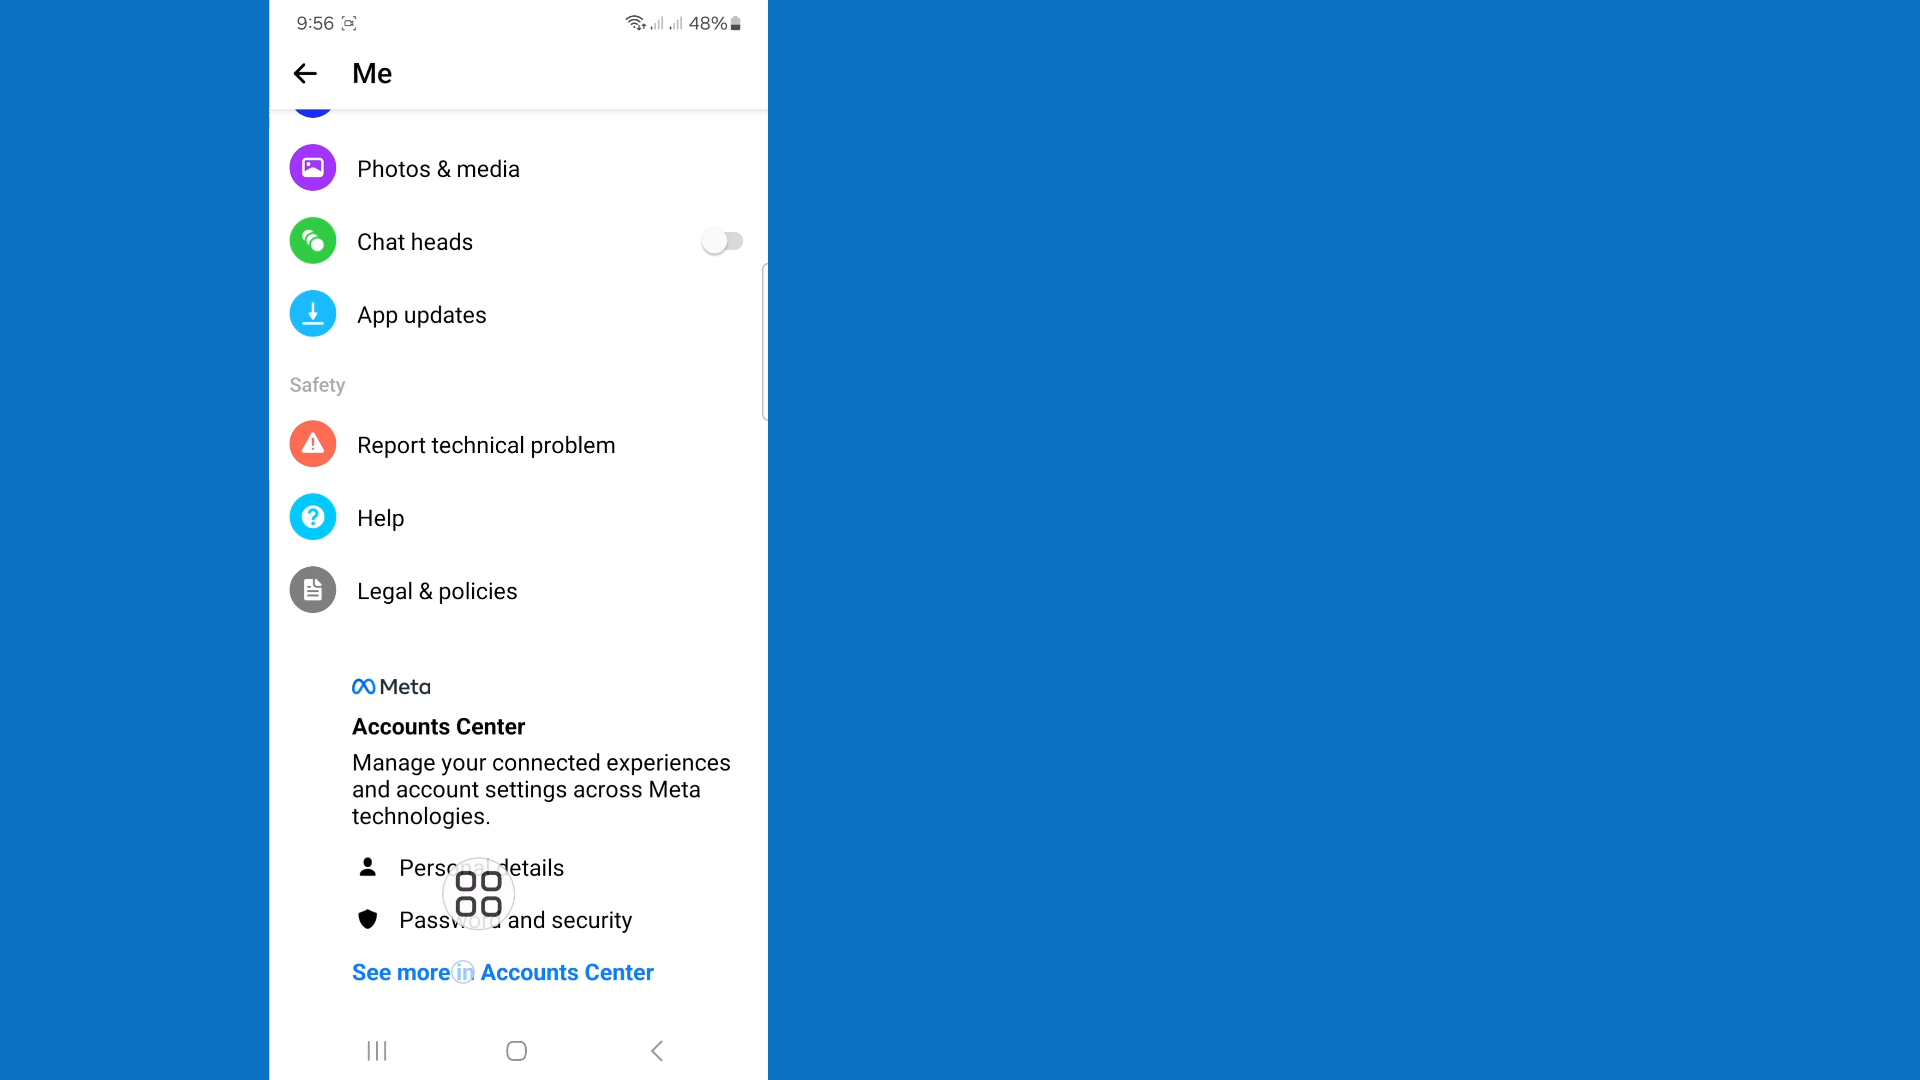 9:56 48%
Me
Photos & media
Chat heads
App updates
Safety
Report technical problem
Help
Legal & policies
Meta
Accounts Center
Manage your connected experiences
and account settings across Meta
technologies.
Personal details
Password and security
See more in Accounts Center